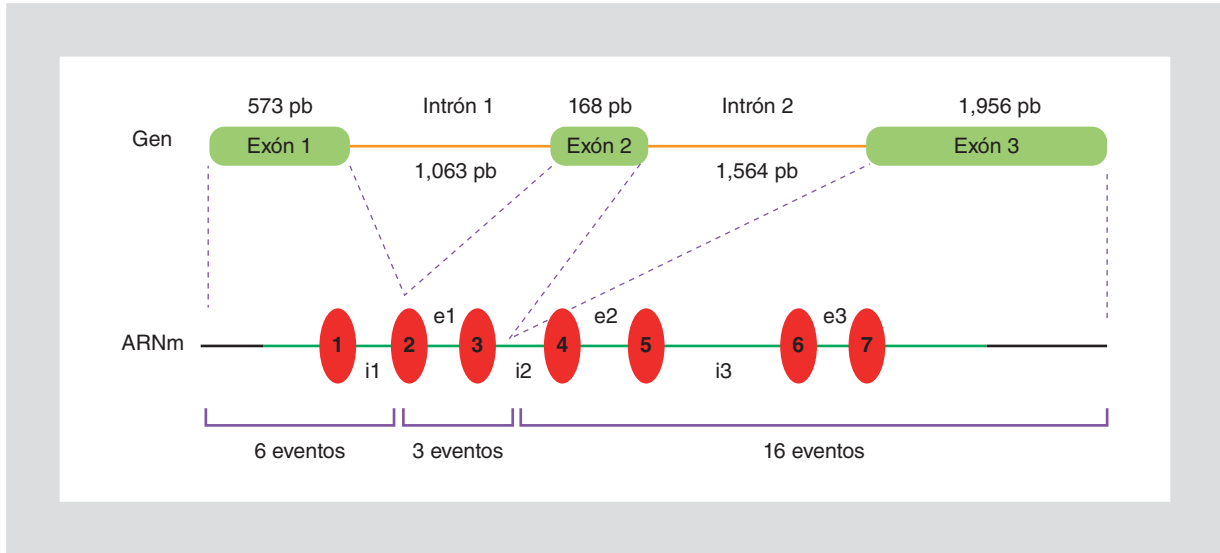 573 pb Intrón 1 168 pb Intrón 2 1,956 pb
Gen Exón 1 Exón 2 Exón 3
1,063 pb 1,564 pb
e1 e2 e3
ARNm 1 2 3 4 5 6 7
i1 i2 i3
6 eventos 3 eventos 16 eventos